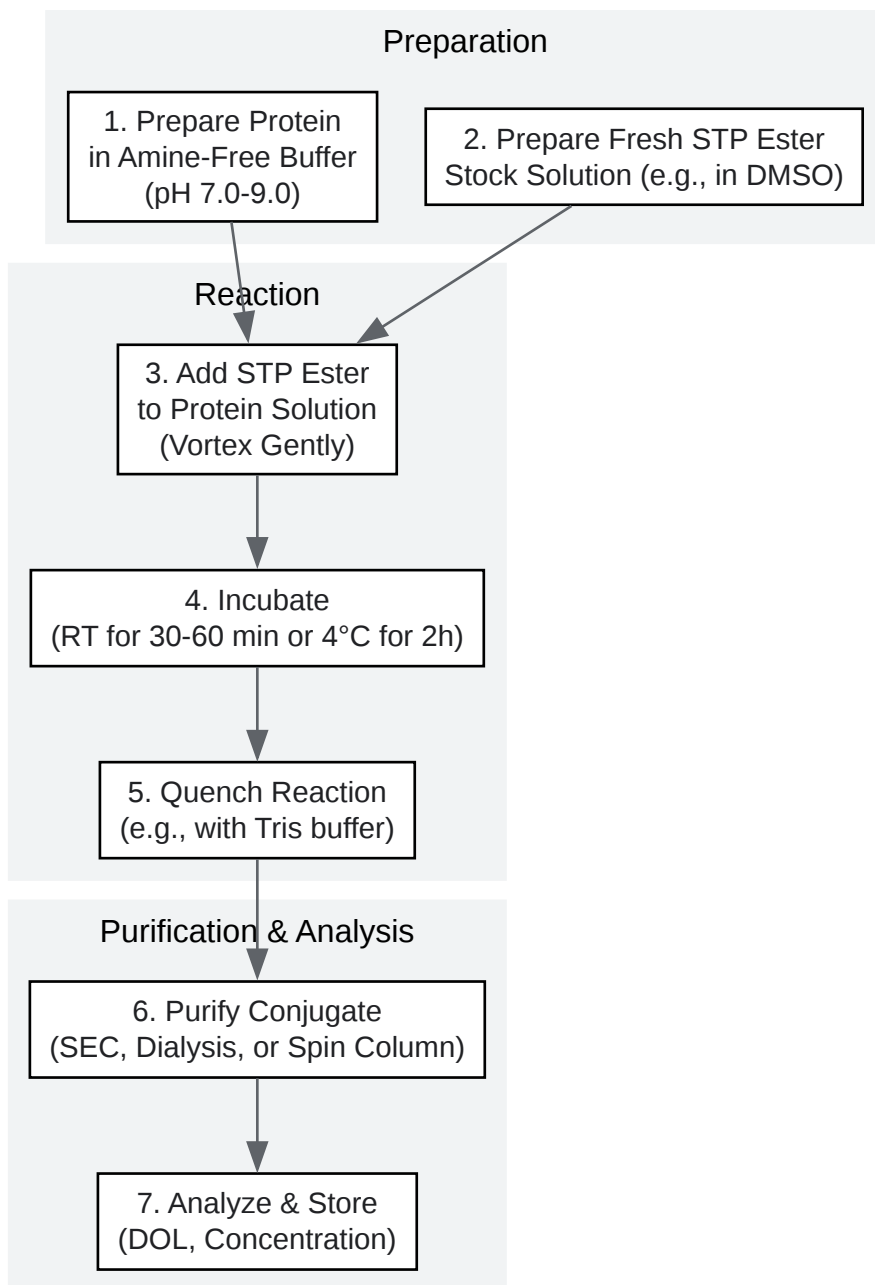 Preparation
1. Prepare Protein
in Amine-Free Buffer
(pH 7.0-9.0)
2. Prepare Fresh STP Ester
Stock Solution (e.g., in DMSO)
Reaction
3. Add STP Ester
to Protein Solution
(Vortex Gently)
4. Incubate
(RT for 30-60 min or 4°C for 2h)
5. Quench Reaction
(e.g., with Tris buffer)
Purification & Analysis
6. Purify Conjugate
(SEC, Dialysis, or Spin Column)
7. Analyze & Store
(DOL, Concentration)